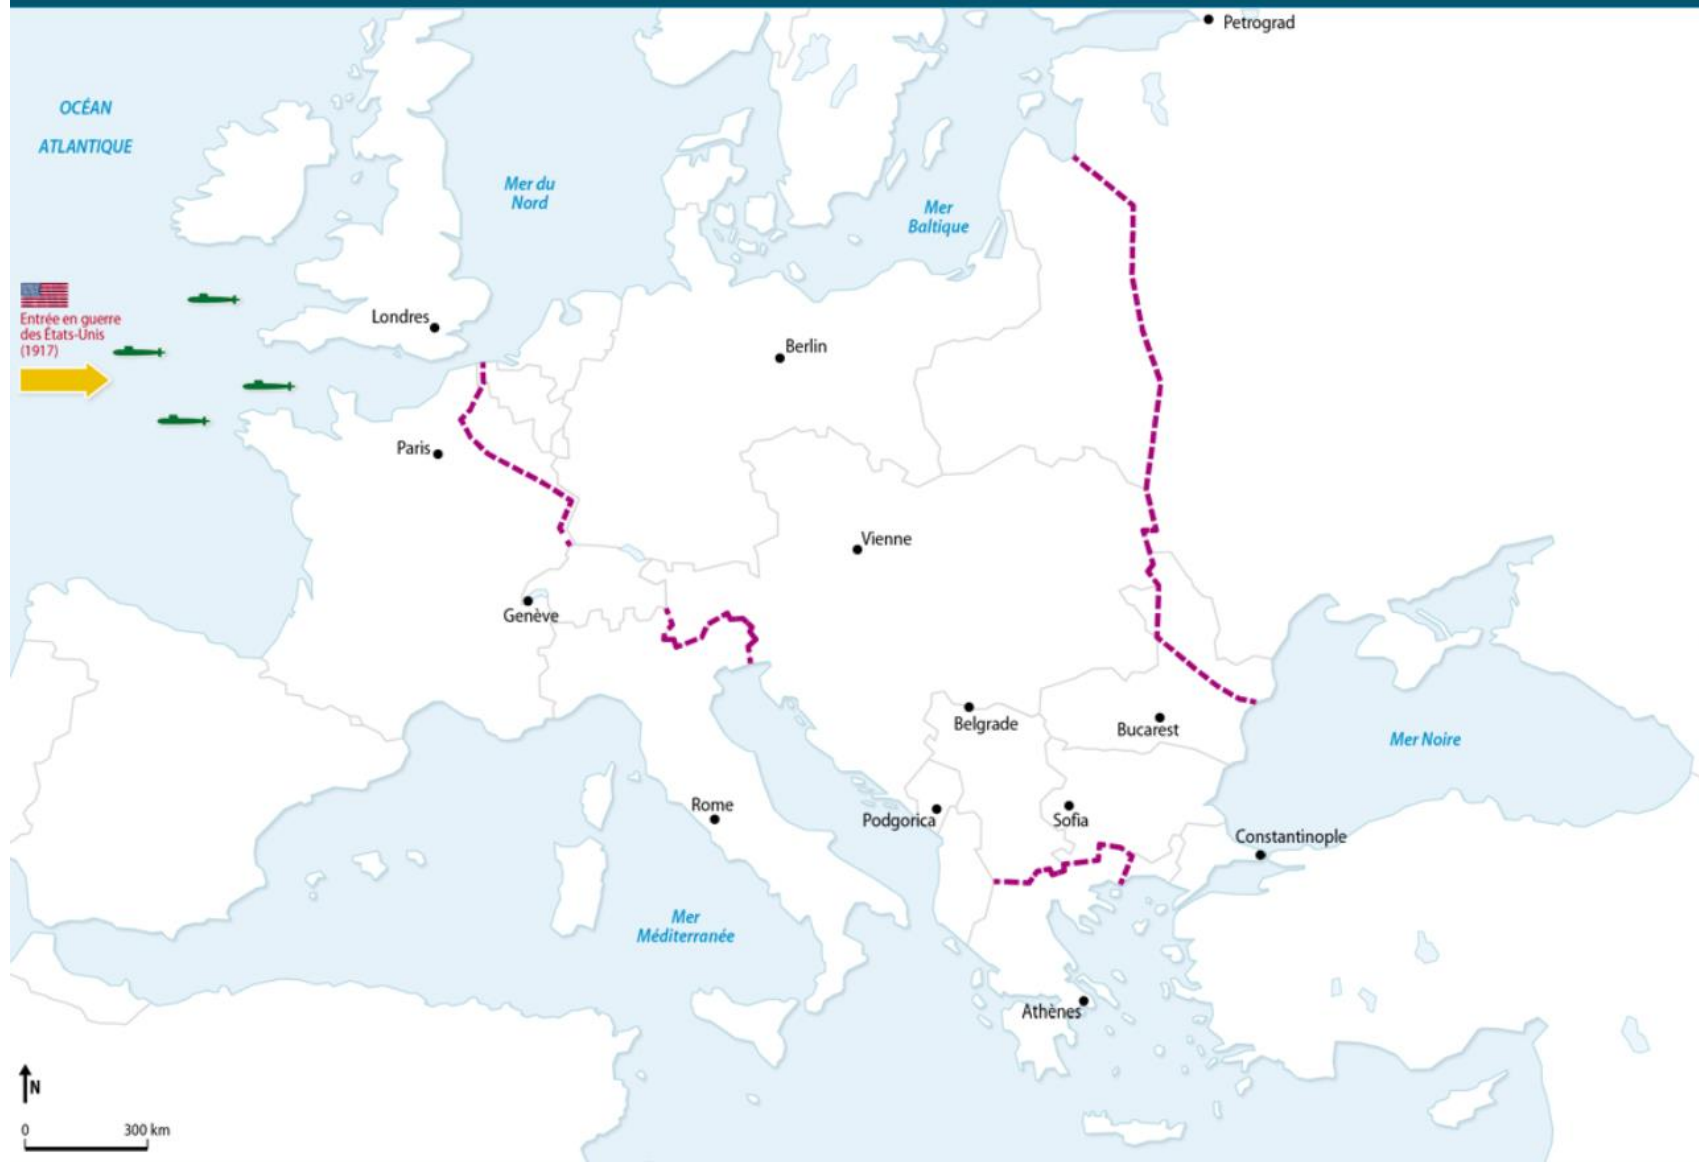 Petrograd
OCÉAN
ATLANTIQUE
Mer du
Nord
Mer
Baltique
Entrée en guerre
des États-Unis
(1917)
Londres
Berlin
Paris
Vienne
Genève
Belgrade
Bucarest
Mer Noire
Rome
Podgorica
Sofia
Constantinople
Mer
Méditerranée
Athènes
N
0 300 km